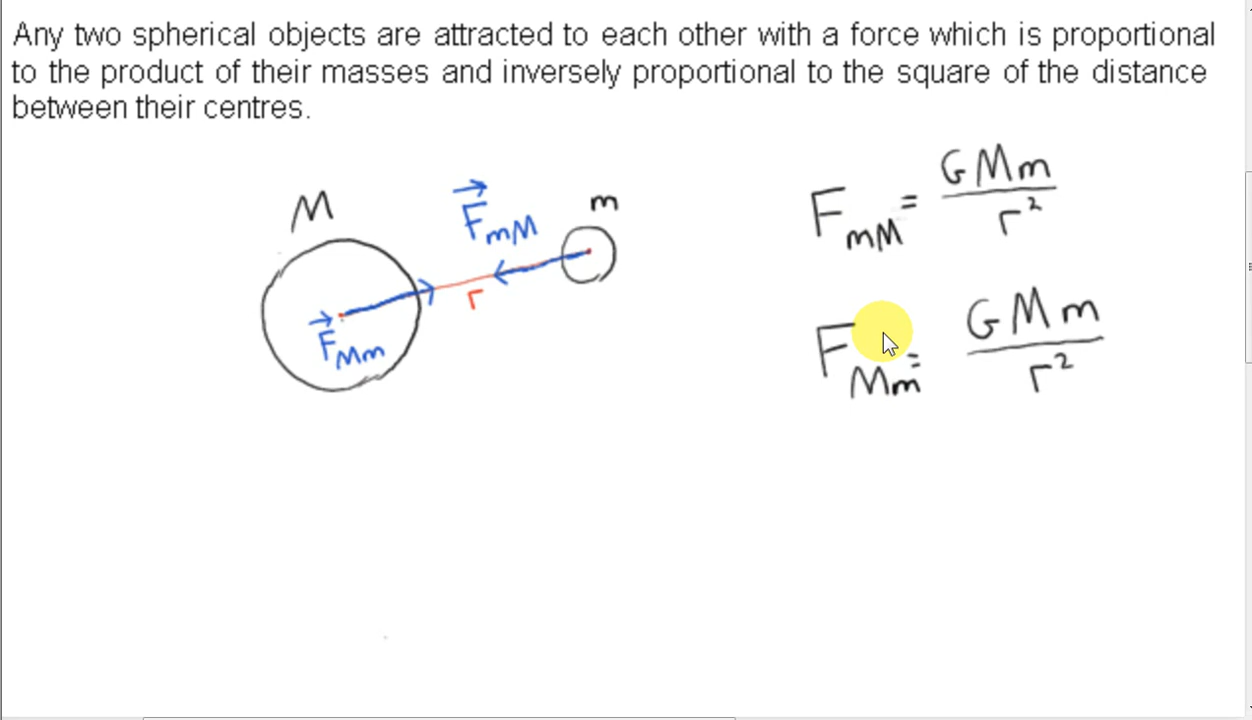 Any two spherical objects are attracted to each other with a force which is proportional
to the product of their masses and inversely proportional to the square of the distance
between their centres.
M
m
F⃗mM
r
F⃗Mm
FmM = GMm / r²
FMm = GMm / r²